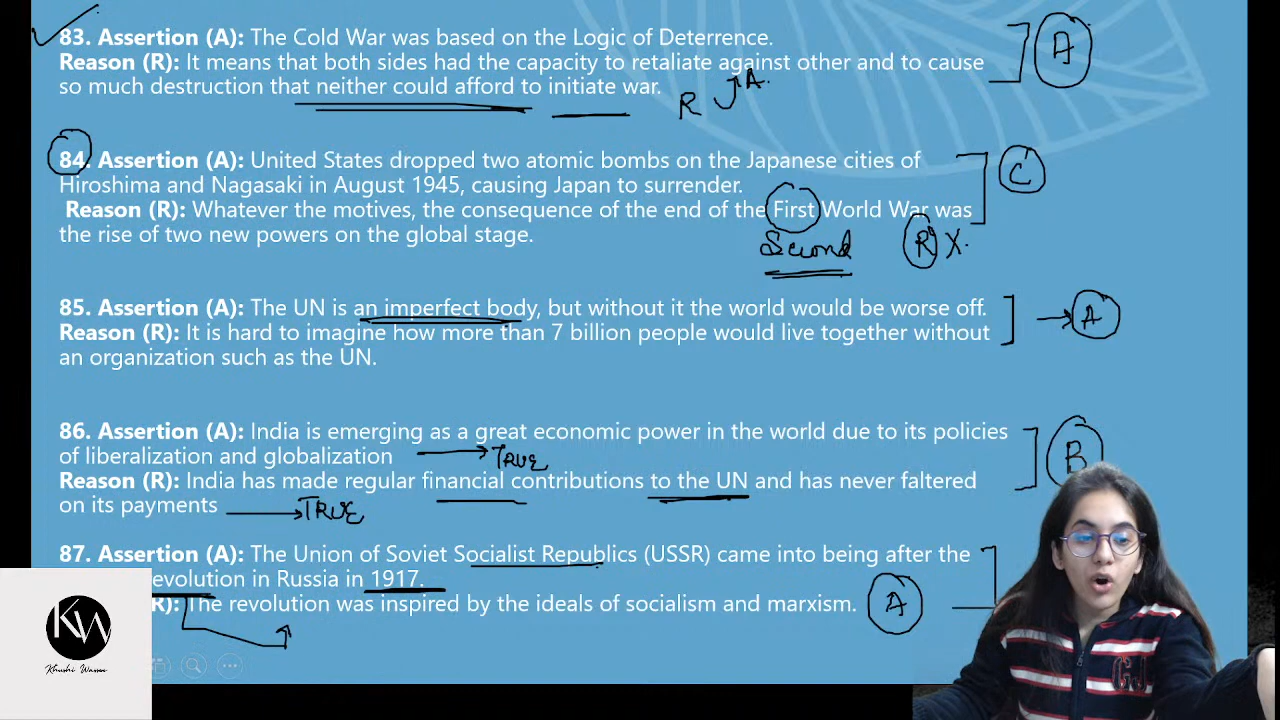 83. Assertion (A): The Cold War was based on the Logic of Deterrence.
Reason (R): It means that both sides had the capacity to retaliate against other and to cause
so much destruction that neither could afford to initiate war.
A
R A.
84. Assertion (A): United States dropped two atomic bombs on the Japanese cities of
Hiroshima and Nagasaki in August 1945, causing Japan to surrender.
C
Reason (R): Whatever the motives, the consequence of the end of the First World War was
the rise of two new powers on the global stage.
Second R X.
85. Assertion (A): The UN is an imperfect body, but without it the world would be worse off.
Reason (R): It is hard to imagine how more than 7 billion people would live together without
an organization such as the UN.
A
86. Assertion (A): India is emerging as a great economic power in the world due to its policies
of liberalization and globalization
TRUE
B
Reason (R): India has made regular financial contributions to the UN and has never faltered
on its payments
TRUE
87. Assertion (A): The Union of Soviet Socialist Republics (USSR) came into being after the
evolution in Russia in 1917.
R): The revolution was inspired by the ideals of socialism and marxism.
A
KW
Khushi